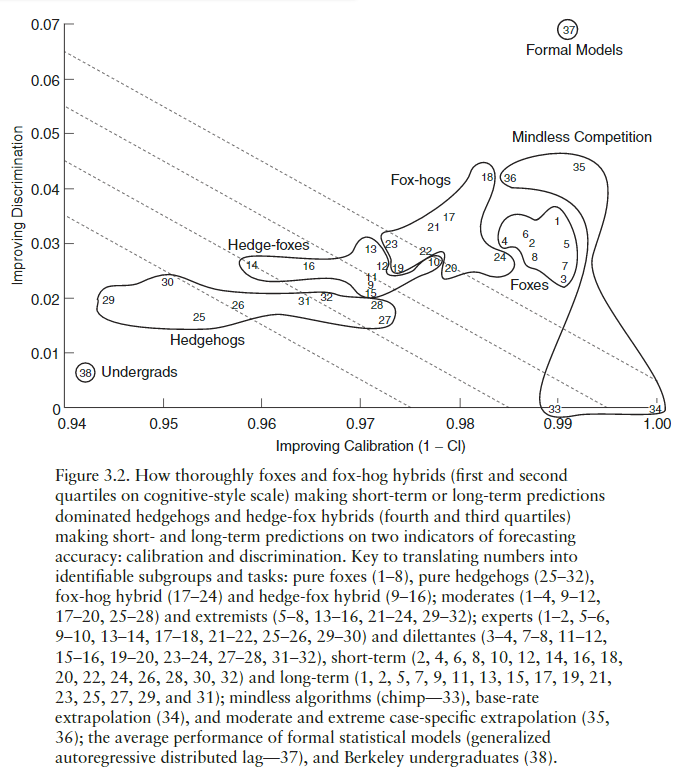 0.07
37
Formal Models
0.06
0.05
Mindless Competition
35
Fox-hogs
18
36
0.04
17
1
21
6
0.03
13
23
4
2
5
Hedge-foxes
22
24
8
14
16
12
19
10
20
7
11
3
30
9
Foxes
15
0.02
29
31
32
28
26
25
27
Hedgehogs
0.01
38
Undergrads
0
33
34
0.94
0.95
0.96
0.97
0.98
0.99
1.00
Improving Discrimination
Improving Calibration (1 – CI)
Figure 3.2. How thoroughly foxes and fox-hog hybrids (first and second
quartiles on cognitive-style scale) making short-term or long-term predictions
dominated hedgehogs and hedge-fox hybrids (fourth and third quartiles)
making short- and long-term predictions on two indicators of forecasting
accuracy: calibration and discrimination. Key to translating numbers into
identifiable subgroups and tasks: pure foxes (1–8), pure hedgehogs (25–32),
fox-hog hybrid (17–24) and hedge-fox hybrid (9–16); moderates (1–4, 9–12,
17–20, 25–28) and extremists (5–8, 13–16, 21–24, 29–32); experts (1–2, 5–6,
9–10, 13–14, 17–18, 21–22, 25–26, 29–30) and dilettantes (3–4, 7–8, 11–12,
15–16, 19–20, 23–24, 27–28, 31–32), short-term (2, 4, 6, 8, 10, 12, 14, 16, 18,
20, 22, 24, 26, 28, 30, 32) and long-term (1, 2, 5, 7, 9, 11, 13, 15, 17, 19, 21,
23, 25, 27, 29, and 31); mindless algorithms (chimp—33), base-rate
extrapolation (34), and moderate and extreme case-specific extrapolation (35,
36); the average performance of formal statistical models (generalized
autoregressive distributed lag—37), and Berkeley undergraduates (38).